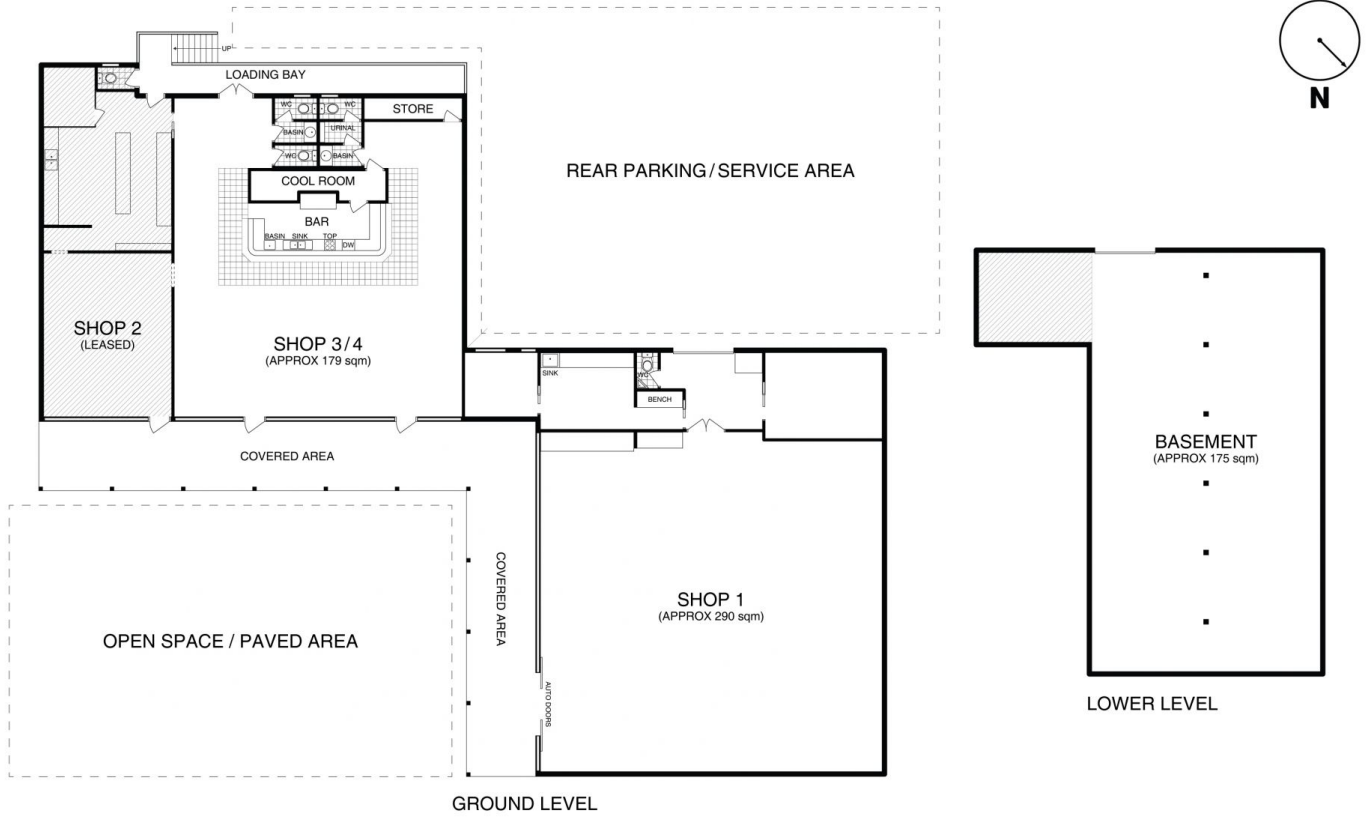 UP
LOADING BAY
WC
WC
STORE
BASIN
URINAL
WC
BASIN
COOL ROOM
BAR
BASIN SINK TOP DW
SHOP 2
(LEASED)
SHOP 3/4
(APPROX 179 sqm)
REAR PARKING/SERVICE AREA
N
SINK
WC
BENCH
COVERED AREA
COVERED AREA
OPEN SPACE / PAVED AREA
SHOP 1
(APPROX 290 sqm)
AUTO DOORS
GROUND LEVEL
BASEMENT
(APPROX 175 sqm)
LOWER LEVEL